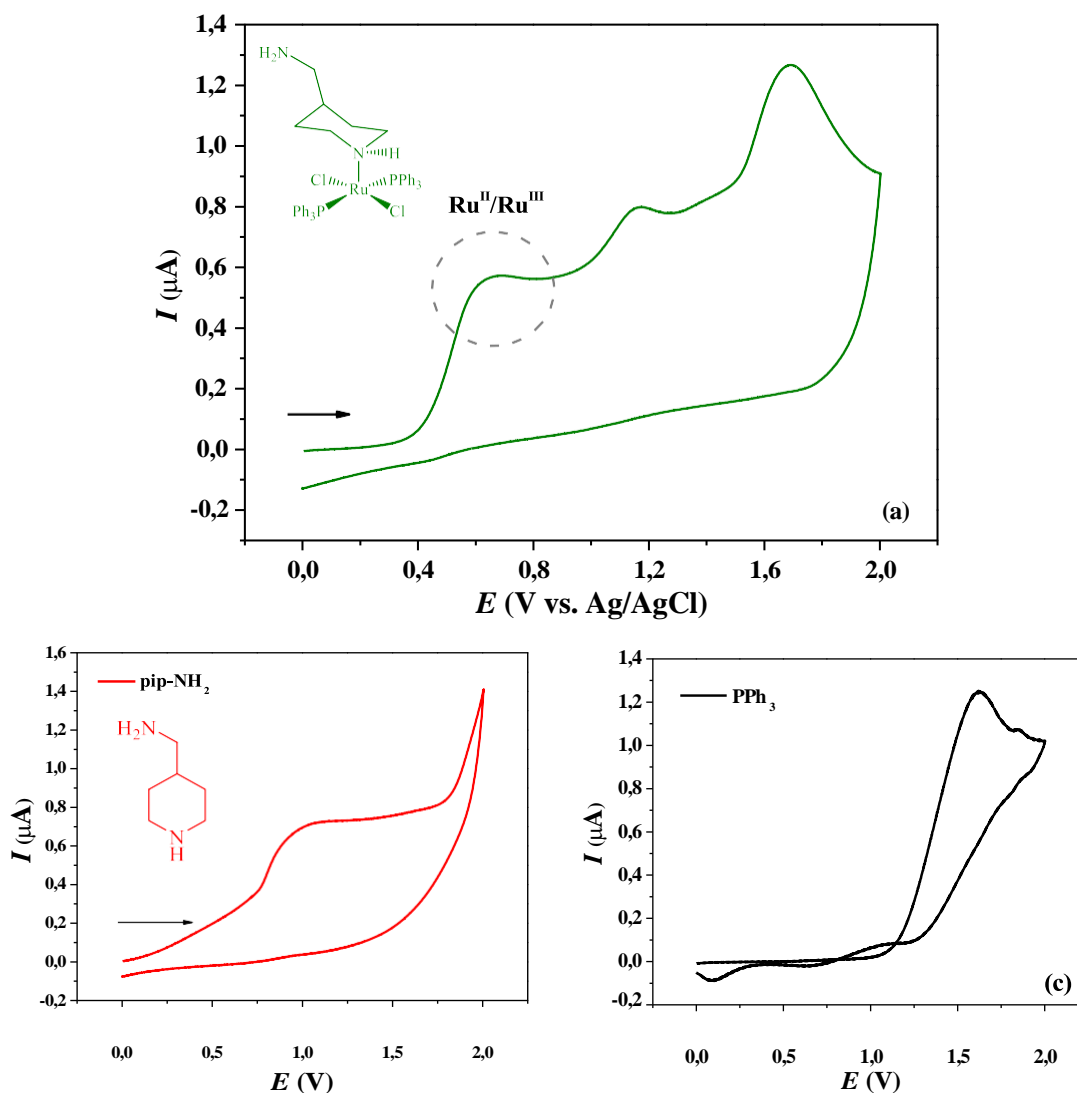 1,4
1,2
1,0
0,8
0,6
0,4
0,2
0,0
-0,2
I (μA)
H₂N
N H
Cl PPh₃
Ru
Ph₃P Cl
Ru^II/Ru^III
(a)
0,0 0,4 0,8 1,2 1,6 2,0
E (V vs. Ag/AgCl)
1,6
1,4
1,2
1,0
0,8
0,6
0,4
0,2
0,0
-0,2
I (μA)
pip-NH₂
H₂N
N
H
0,0 0,5 1,0 1,5 2,0
E (V)
1,4
1,2
1,0
0,8
0,6
0,4
0,2
0,0
-0,2
I (μA)
PPh₃
(c)
0,0 0,5 1,0 1,5 2,0
E (V)